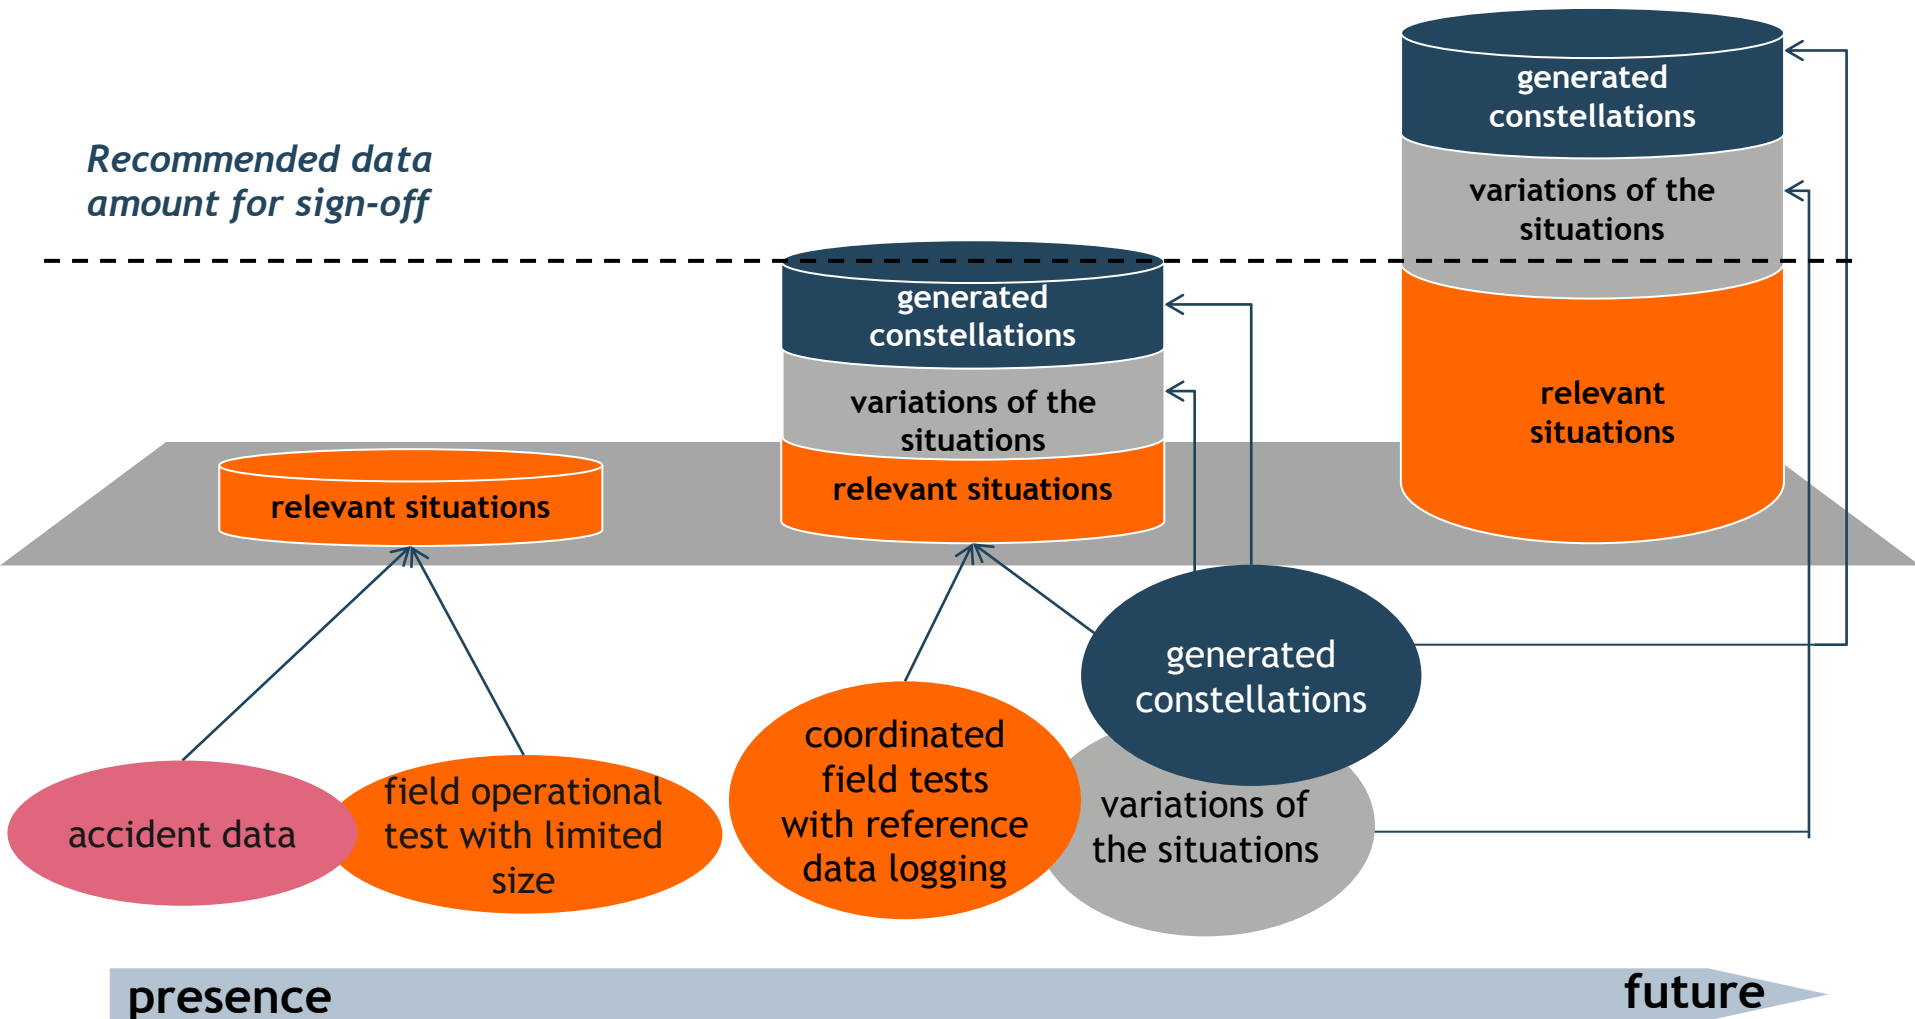 generated
constellations
variations of the
situations
relevant
situations
Recommended data
amount for sign-off
generated
constellations
variations of the
situations
relevant situations
relevant situations
accident data
field operational
test with limited
size
coordinated
field tests
with reference
data logging
generated
constellations
variations of
the situations
presence
future